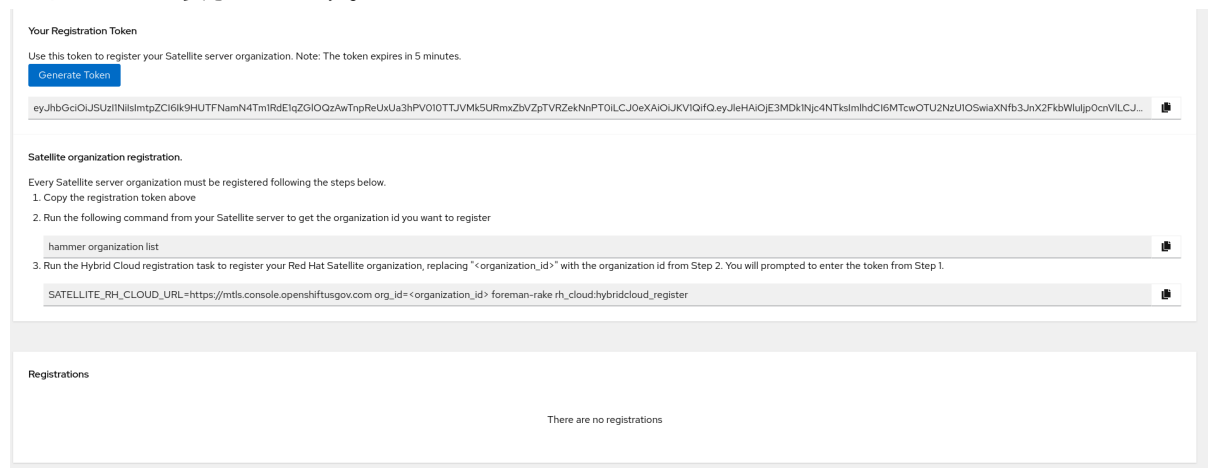 Your Registration Token
Use this token to register your Satellite server organization. Note: The token expires in 5 minutes.
Generate Token
Satellite organization registration.
Every Satellite server organization must be registered following the steps below.
1. Copy the registration token above
2. Run the following command from your Satellite server to get the organization id you want to register
hammer organization list
3. Run the Hybrid Cloud registration task to register your Red Hat Satellite organization, replacing "<organization_id>" with the organization id from Step 2. You will prompted to enter the token from Step 1.
SATELLITE_RH_CLOUD_URL=https://mtls.console.openshiftusgov.com org_id=<organization_id> foreman-rake rh_cloud:hybridcloud_register
Registrations
There are no registrations